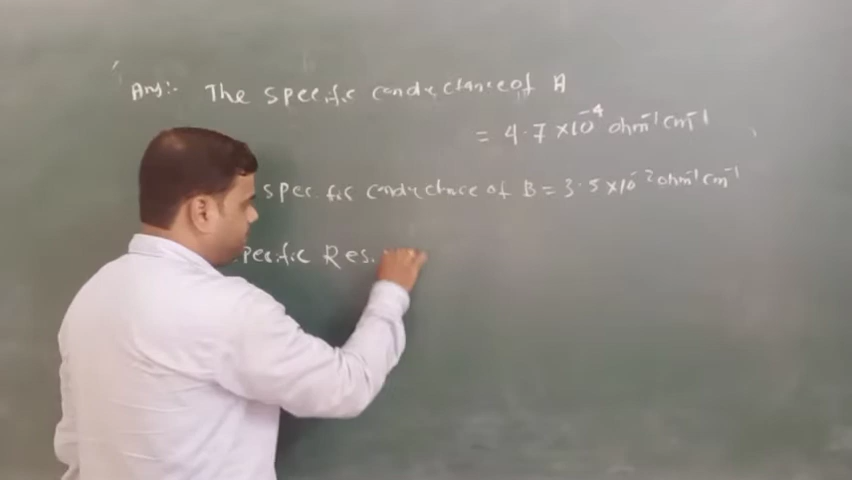 Ans:- The specific conductance of A
= 4.7 × 10⁻⁴ ohm⁻¹ cm⁻¹
specific conductance of B = 3.5 × 10⁻² ohm⁻¹ cm⁻¹
pecific Res